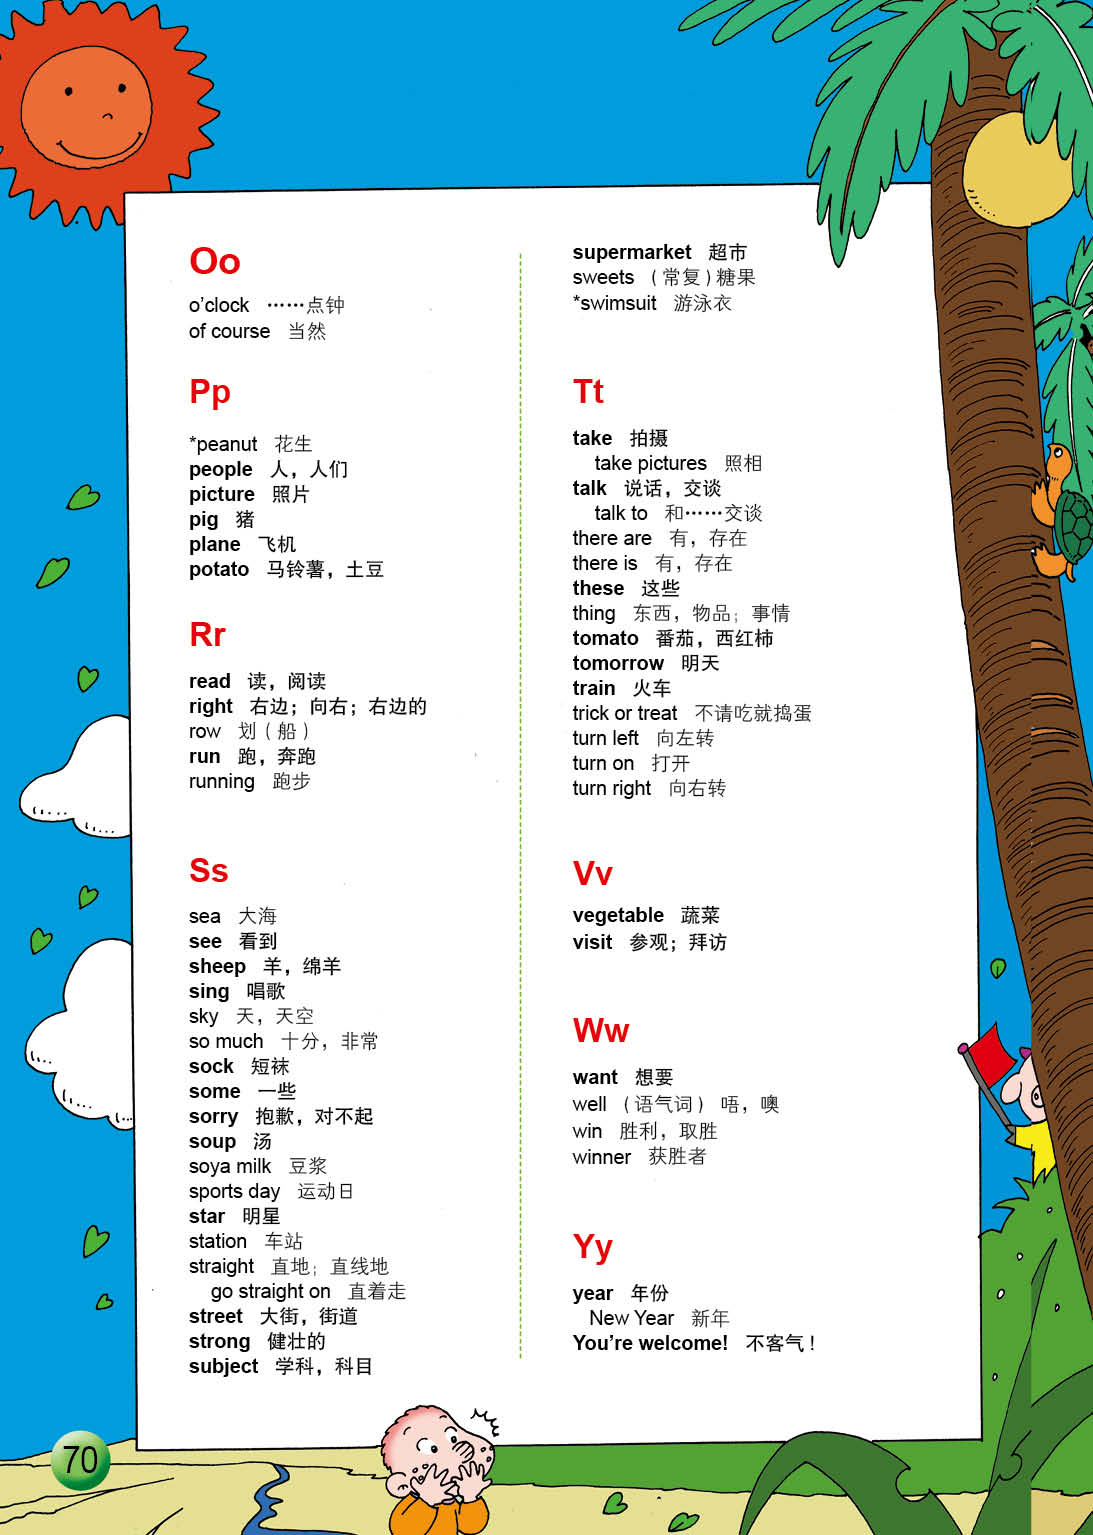 Oo
o'clock ……点钟
of course 当然
Pp
*peanut 花生
people 人，人们
picture 照片
pig 猪
plane 飞机
potato 马铃薯，土豆
Rr
read 读，阅读
right 右边；向右；右边的
row 划（船）
run 跑，奔跑
running 跑步
Ss
sea 大海
see 看到
sheep 羊，绵羊
sing 唱歌
sky 天，天空
so much 十分，非常
sock 短袜
some 一些
sorry 抱歉，对不起
soup 汤
soya milk 豆浆
sports day 运动日
star 明星
station 车站
straight 直地；直线地
go straight on 直着走
street 大街，街道
strong 健壮的
subject 学科，科目
supermarket 超市
sweets （常复）糖果
*swimsuit 游泳衣
Tt
take 拍摄
take pictures 照相
talk 说话，交谈
talk to 和……交谈
there are 有，存在
there is 有，存在
these 这些
thing 东西，物品；事情
tomato 番茄，西红柿
tomorrow 明天
train 火车
trick or treat 不请吃就捣蛋
turn left 向左转
turn on 打开
turn right 向右转
Vv
vegetable 蔬菜
visit 参观；拜访
Ww
want 想要
well （语气词）唔，噢
win 胜利，取胜
winner 获胜者
Yy
year 年份
New Year 新年
You're welcome! 不客气！
70